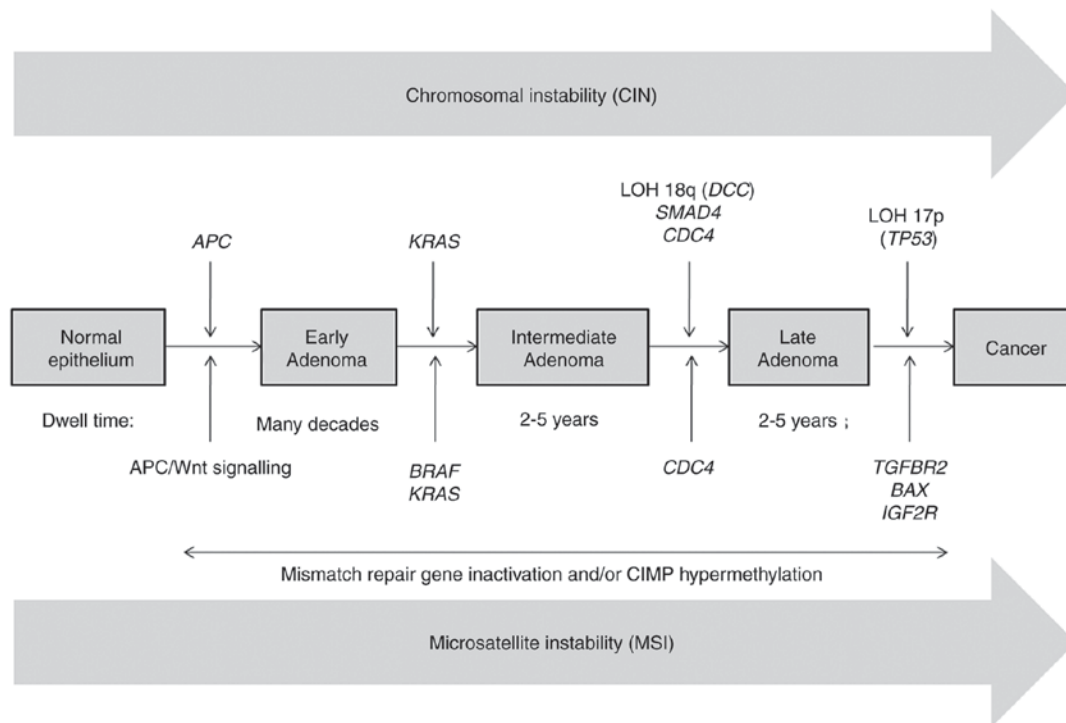 Chromosomal instability (CIN)
LOH 18q (DCC)
SMAD4
CDC4
LOH 17p
(TP53)
APC
KRAS
Normal
epithelium
Early
Adenoma
Intermediate
Adenoma
Late
Adenoma
Cancer
Dwell time:
Many decades
2-5 years
2-5 years ;
APC/Wnt signalling
BRAF
KRAS
CDC4
TGFBR2
BAX
IGF2R
Mismatch repair gene inactivation and/or CIMP hypermethylation
Microsatellite instability (MSI)